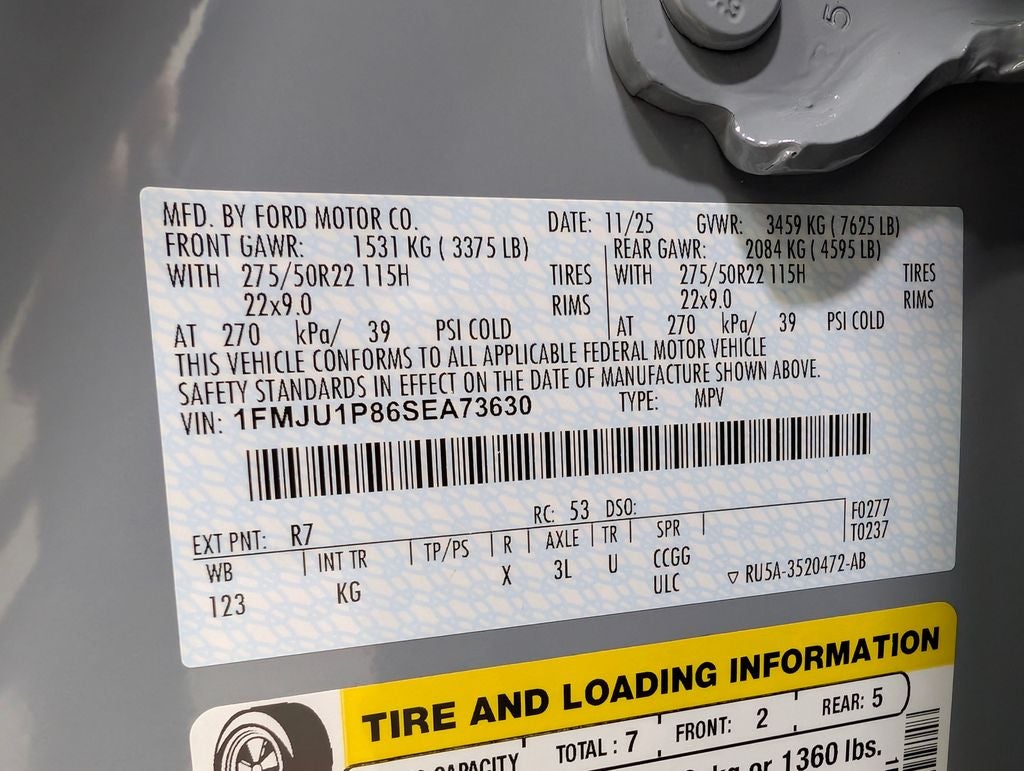 MFD. BY FORD MOTOR CO. DATE: 11/25 GVWR: 3459 KG ( 7625 LB)
FRONT GAWR: 1531 KG ( 3375 LB) REAR GAWR: 2084 KG ( 4595 LB)
WITH 275/50R22 115H TIRES WITH 275/50R22 115H TIRES
22x9.0 RIMS 22x9.0 RIMS
AT 270 kPa/ 39 PSI COLD AT 270 kPa/ 39 PSI COLD
THIS VEHICLE CONFORMS TO ALL APPLICABLE FEDERAL MOTOR VEHICLE
SAFETY STANDARDS IN EFFECT ON THE DATE OF MANUFACTURE SHOWN ABOVE.
VIN: 1FMJU1P86SEA73630 TYPE: MPV
EXT PNT: R7 RC: 53 DSO: F0277
T0237
WB INT TR TP/PS R AXLE TR SPR
123 KG X 3L U CCGG
ULC ▽ RU5A-3520472-AB
TIRE AND LOADING INFORMATION
CAPACITY TOTAL : 7 FRONT: 2 REAR: 5
kg or 1360 lbs.